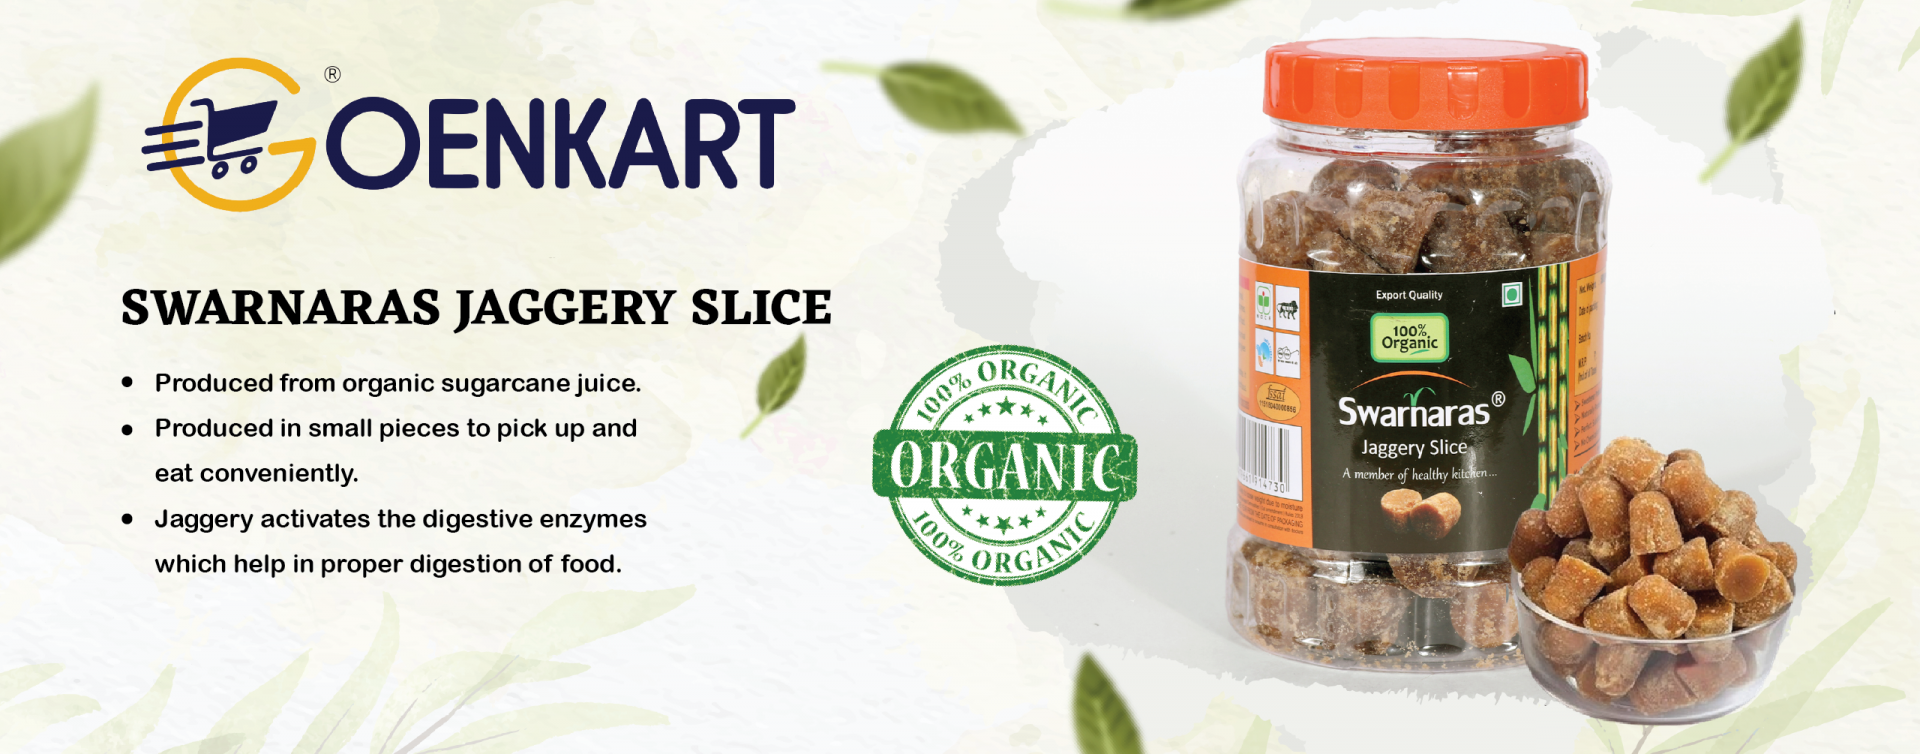 GOENKART®
SWARNARAS JAGGERY SLICE
• Produced from organic sugarcane juice.
• Produced in small pieces to pick up and
eat conveniently.
• Jaggery activates the digestive enzymes
which help in proper digestion of food.
100% ORGANIC
ORGANIC
100% ORGANIC
Export Quality
100%
Organic
Swarnaras®
Jaggery Slice
A member of healthy kitchen...
fssai